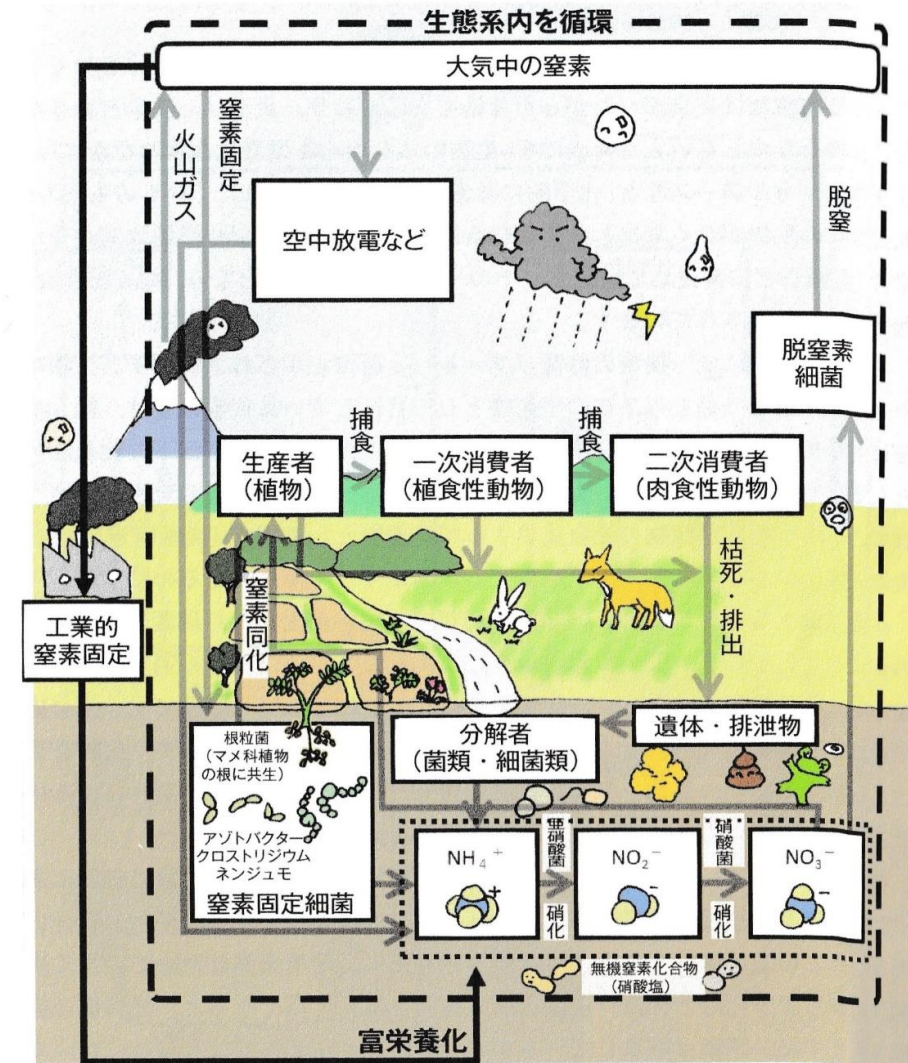 生態系内を循環
大気中の窒素
火山ガス
窒素固定
空中放電など
脱窒
脱窒素
細菌
捕食
捕食
生産者
（植物）
一次消費者
（植食性動物）
二次消費者
（肉食性動物）
枯死・排出
窒素同化
工業的
窒素固定
遺体・排泄物
分解者
（菌類・細菌類）
根粒菌
（マメ科植物
の根に共生）
アゾトバクター
クロストリジウム
ネンジュモ
窒素固定細菌
NH₄⁺
+
亜硝酸菌
硝化
NO₂⁻
-
硝酸菌
硝化
NO₃⁻
-
無機窒素化合物
（硝酸塩）
富栄養化